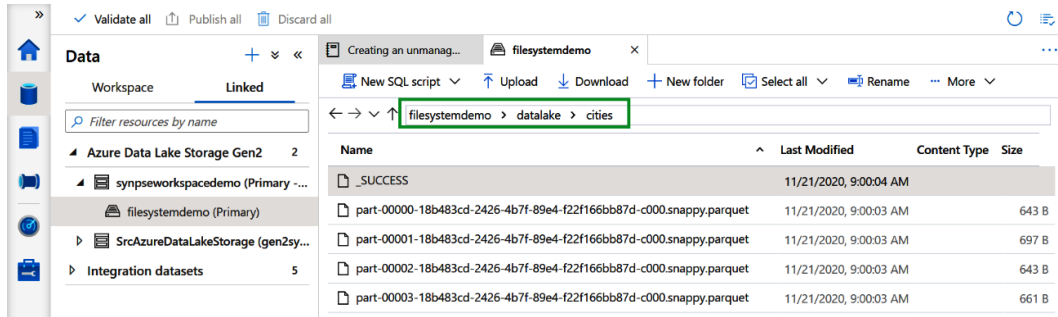 »
Validate all Publish all Discard all
Data + « 
Workspace Linked
Filter resources by name
Azure Data Lake Storage Gen2 2
synpseworkspacedemo (Primary -...
filesystemdemo (Primary)
SrcAzureDataLakeStorage (gen2sy...
Integration datasets 5
Creating an unmanag... filesystemdemo ×
...
New SQL script Upload Download New folder Select all Rename ... More
filesystemdemo > datalake > cities
Name Last Modified Content Type Size
_SUCCESS 11/21/2020, 9:00:04 AM
part-00000-18b483cd-2426-4b7f-89e4-f22f166bb87d-c000.snappy.parquet 11/21/2020, 9:00:03 AM 643 B
part-00001-18b483cd-2426-4b7f-89e4-f22f166bb87d-c000.snappy.parquet 11/21/2020, 9:00:03 AM 697 B
part-00002-18b483cd-2426-4b7f-89e4-f22f166bb87d-c000.snappy.parquet 11/21/2020, 9:00:03 AM 643 B
part-00003-18b483cd-2426-4b7f-89e4-f22f166bb87d-c000.snappy.parquet 11/21/2020, 9:00:03 AM 661 B